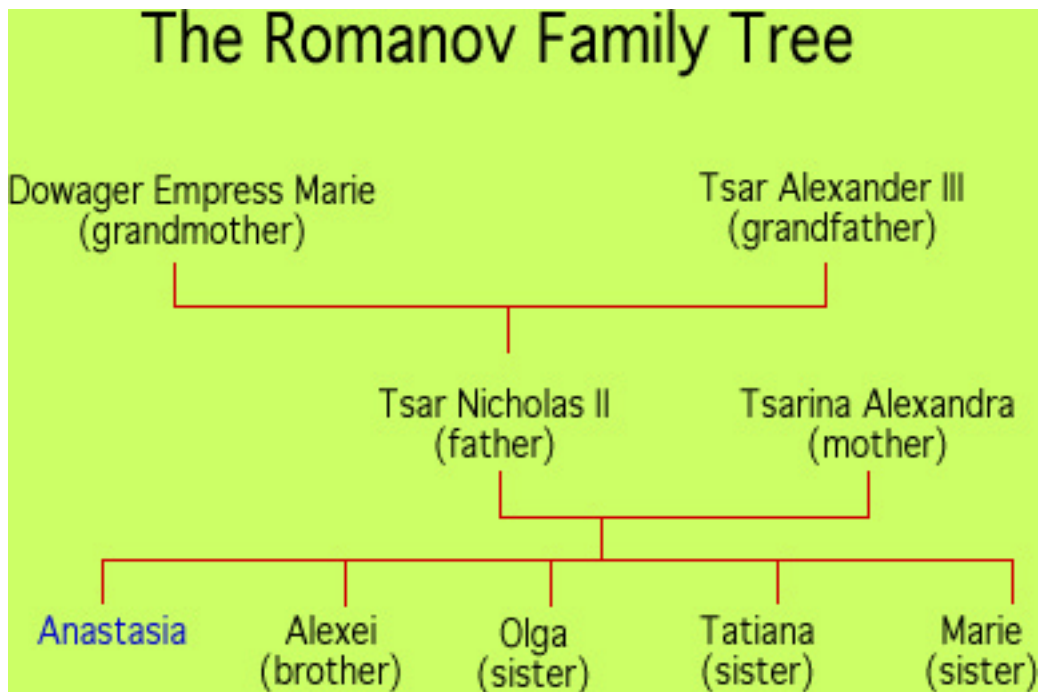 The Romanov Family Tree
Dowager Empress Marie
(grandmother)
Tsar Alexander III
(grandfather)
Tsar Nicholas II
(father)
Tsarina Alexandra
(mother)
Anastasia
Alexei
(brother)
Olga
(sister)
Tatiana
(sister)
Marie
(sister)